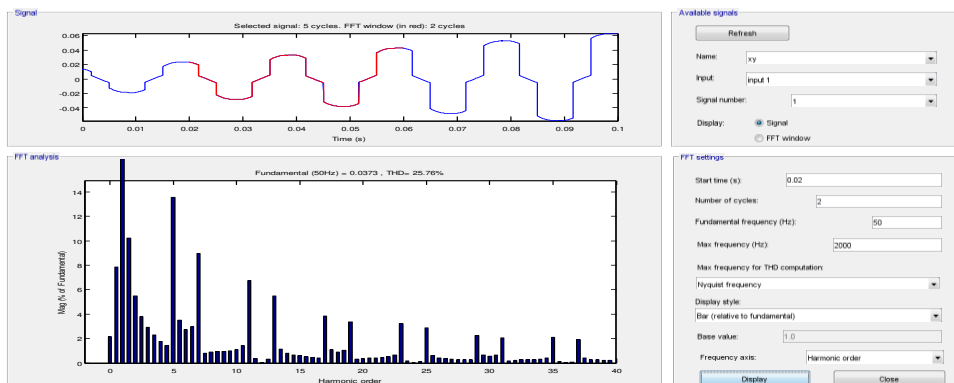 Signal
Selected signal: 5 cycles. FFT window (in red): 2 cycles
0.06
0.04
0.02
0
-0.02
-0.04
0
0.01
0.02
0.03
0.04
0.05
0.06
0.07
0.08
0.09
0.1
Time (s)
FFT analysis
Fundamental (50Hz) = 0.0373 , THD= 25.76%
14
12
10
8
6
4
2
0
Mag (% of Fundamental)
0
5
10
15
20
25
30
35
40
Harmonic order
Available signals
Refresh
Name:
xy
Input:
input 1
Signal number:
1
Display:
Signal
FFT window
FFT settings
Start time (s):
0.02
Number of cycles:
2
Fundamental frequency (Hz):
50
Max frequency (Hz):
2000
Max frequency for THD computation:
Nyquist frequency
Display style:
Bar (relative to fundamental)
Base value:
1.0
Frequency axis:
Harmonic order
Display
Close